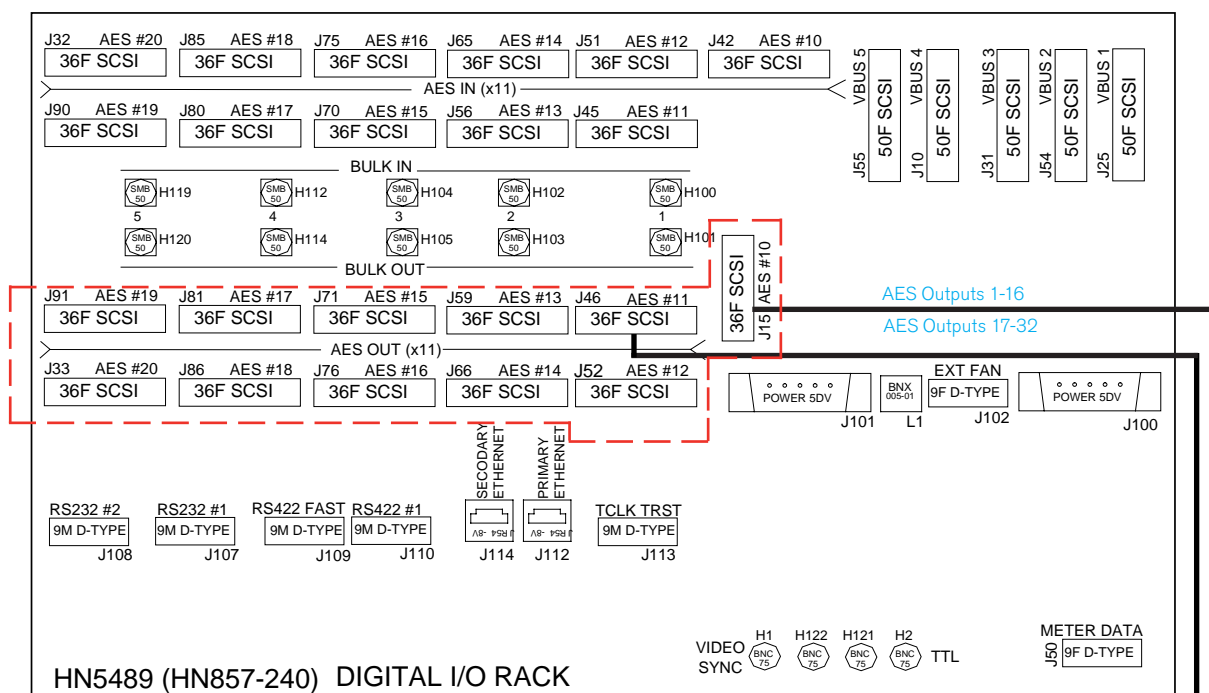 J32 AES #20 J85 AES #18 J75 AES #16 J65 AES #14 J51 AES #12 J42 AES #10
36F SCSI 36F SCSI 36F SCSI 36F SCSI 36F SCSI 36F SCSI
AES IN (x11)
J90 AES #19 J80 AES #17 J70 AES #15 J56 AES #13 J45 AES #11
36F SCSI 36F SCSI 36F SCSI 36F SCSI 36F SCSI
J55 VBUS 5
50F SCSI
J10 VBUS 4
50F SCSI
J31 VBUS 3
50F SCSI
J54 VBUS 2
50F SCSI
J25 VBUS 1
50F SCSI
BULK IN
SMB 50 H119 SMB 50 H112 SMB 50 H104 SMB 50 H102 SMB 50 H100
5 4 3 2 1
SMB 50 H120 SMB 50 H114 SMB 50 H105 SMB 50 H103 SMB 50 H101
BULK OUT
J91 AES #19 J81 AES #17 J71 AES #15 J59 AES #13 J46 AES #11
36F SCSI 36F SCSI 36F SCSI 36F SCSI 36F SCSI
36F SCSI
J15 AES #10
AES Outputs 1-16
AES Outputs 17-32
AES OUT (x11)
J33 AES #20 J86 AES #18 J76 AES #16 J66 AES #14 J52 AES #12
36F SCSI 36F SCSI 36F SCSI 36F SCSI 36F SCSI
EXT FAN
POWER 5DV BNX 005-01 9F D-TYPE POWER 5DV
J101 L1 J102 J100
SECODARY
ETHERNET
PRIMARY
ETHERNET
RS232 #2 RS232 #1 RS422 FAST RS422 #1 TCLK TRST
9M D-TYPE 9M D-TYPE 9M D-TYPE 9M D-TYPE JR54 -8V JR54 -8V 9M D-TYPE
J108 J107 J109 J110 J114 J112 J113
H1 H122 H121 H2
VIDEO SYNC BNC 75 BNC 75 BNC 75 BNC 75 TTL
METER DATA
J50 9F D-TYPE
HN5489 (HN857-240) DIGITAL I/O RACK